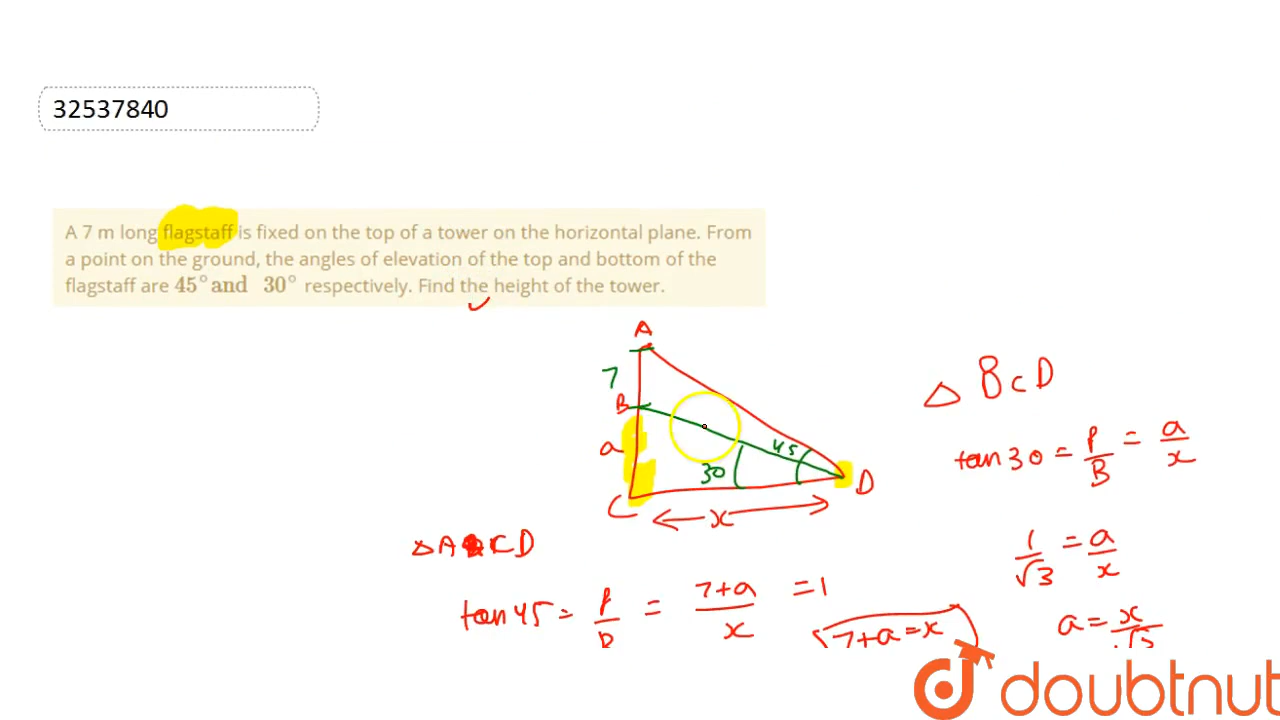 32537840
A 7 m long flagstaff is fixed on the top of a tower on the horizontal plane. From
a point on the ground, the angles of elevation of the top and bottom of the
flagstaff are 45° and 30° respectively. Find the height of the tower.
A
7
B
a
45
30
C
D
x
△ BCD
tan 30 = P/B = a/x
1/√3 = a/x
a = x/√3
△ACD
tan 45 = P/B = 7+a/x = 1
7+a=x
doubtnut